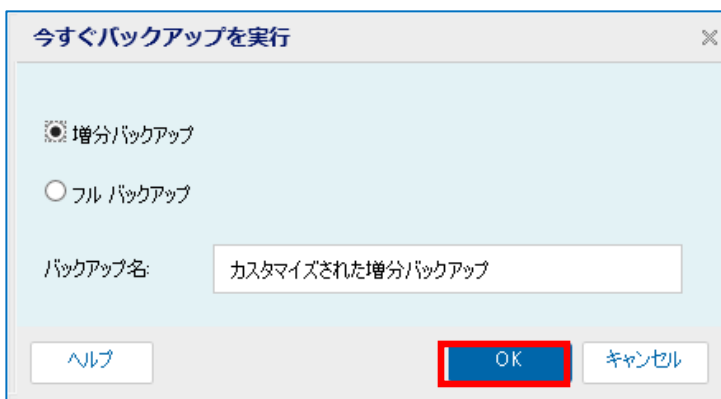 今すぐバックアップを実行
増分バックアップ
フル バックアップ
バックアップ名:
カスタマイズされた増分バックアップ
ヘルプ
OK
キャンセル